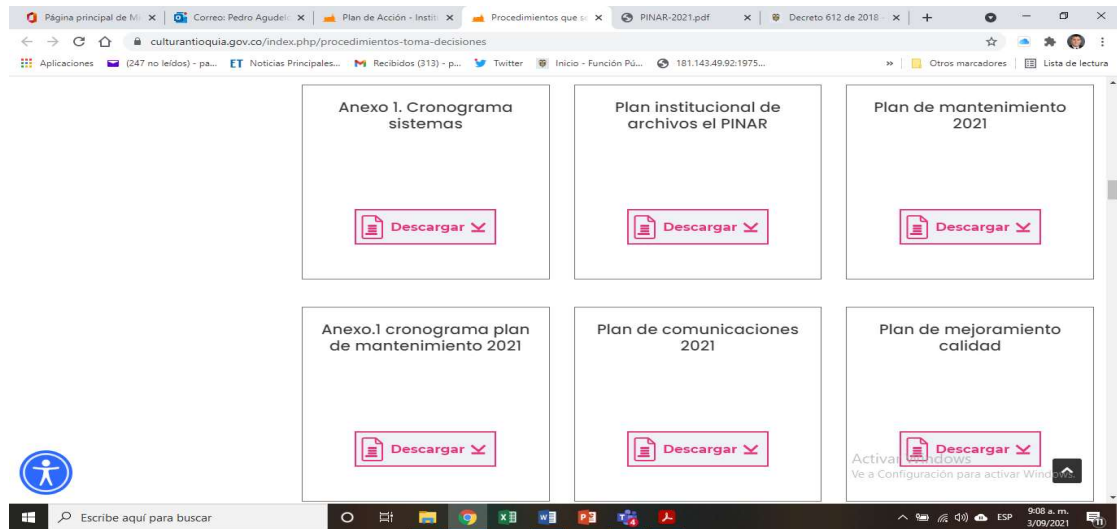 Página principal de Mi
Correo: Pedro Agudelo
Plan de Acción - Instit
Procedimientos que se
PINAR-2021.pdf
Decreto 612 de 2018 -
culturantioquia.gov.co/index.php/procedimientos-toma-decisiones
Aplicaciones
(247 no leídos) - pa...
ET Noticias Principales...
Recibidos (313) - p...
Twitter
Inicio - Función Pú...
181.143.49.92:1975...
»
Otros marcadores
Lista de lectura
Anexo 1. Cronograma
sistemas
Descargar
Plan institucional de
archivos el PINAR
Descargar
Plan de mantenimiento
2021
Descargar
Anexo.1 cronograma plan
de mantenimiento 2021
Descargar
Plan de comunicaciones
2021
Descargar
Plan de mejoramiento
calidad
Descargar
Activar Windows
Ve a Configuración para activar Windows.
Escribe aquí para buscar
ESP
9:08 a. m.
3/09/2021